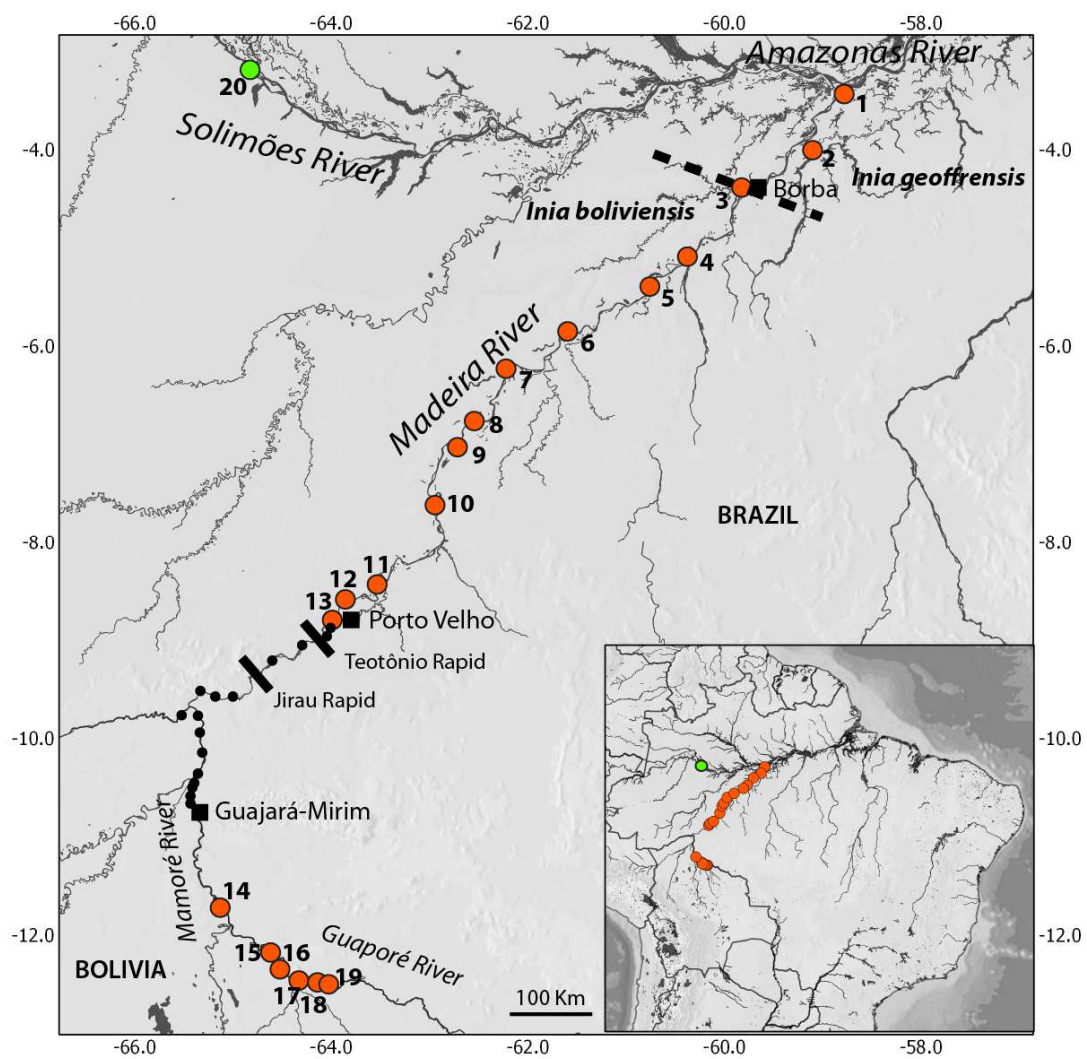 -66.0 -64.0 -62.0 -60.0 -58.0
Amazonas River
20
1
Solimões River
-4.0 -4.0
2
Inia geoffrensis
3
Borba
Inia boliviensis
4
5
-6.0 -6.0
6
Madeira River
7
8
9
10
BRAZIL
-8.0 -8.0
11
12
13
Porto Velho
Teotônio Rapid
Jirau Rapid
-10.0 -10.0
Guajará-Mirim
Mamoré River
14
-12.0 -12.0
15 16
Guaporé River
BOLIVIA
17
18
19
100 Km
-66.0 -64.0 -62.0 -60.0 -58.0